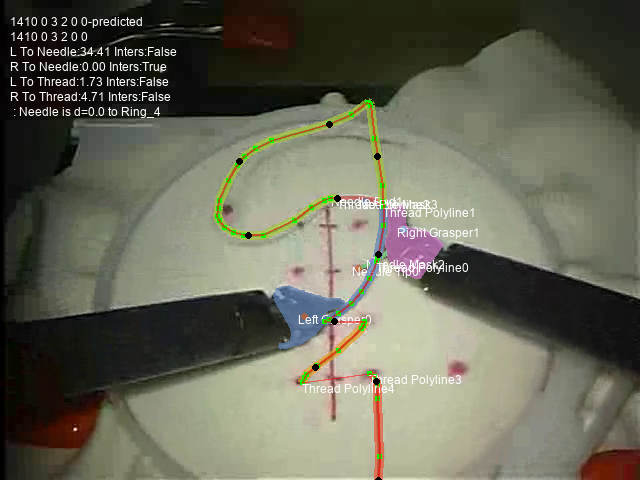 1410 0 3 2 0 0-predicted
1410 0 3 2 0 0
L To Needle:34.41 Inters:False
R To Needle:0.00 Inters:True
L To Thread:1.73 Inters:False
R To Thread:4.71 Inters:False
: Needle is d=0.0 to Ring_4
Thread Polyline1
Right Grasper1
Needle Mask2
Thread Polyline0
Left Grasper0
Thread Polyline3
Thread Polyline4